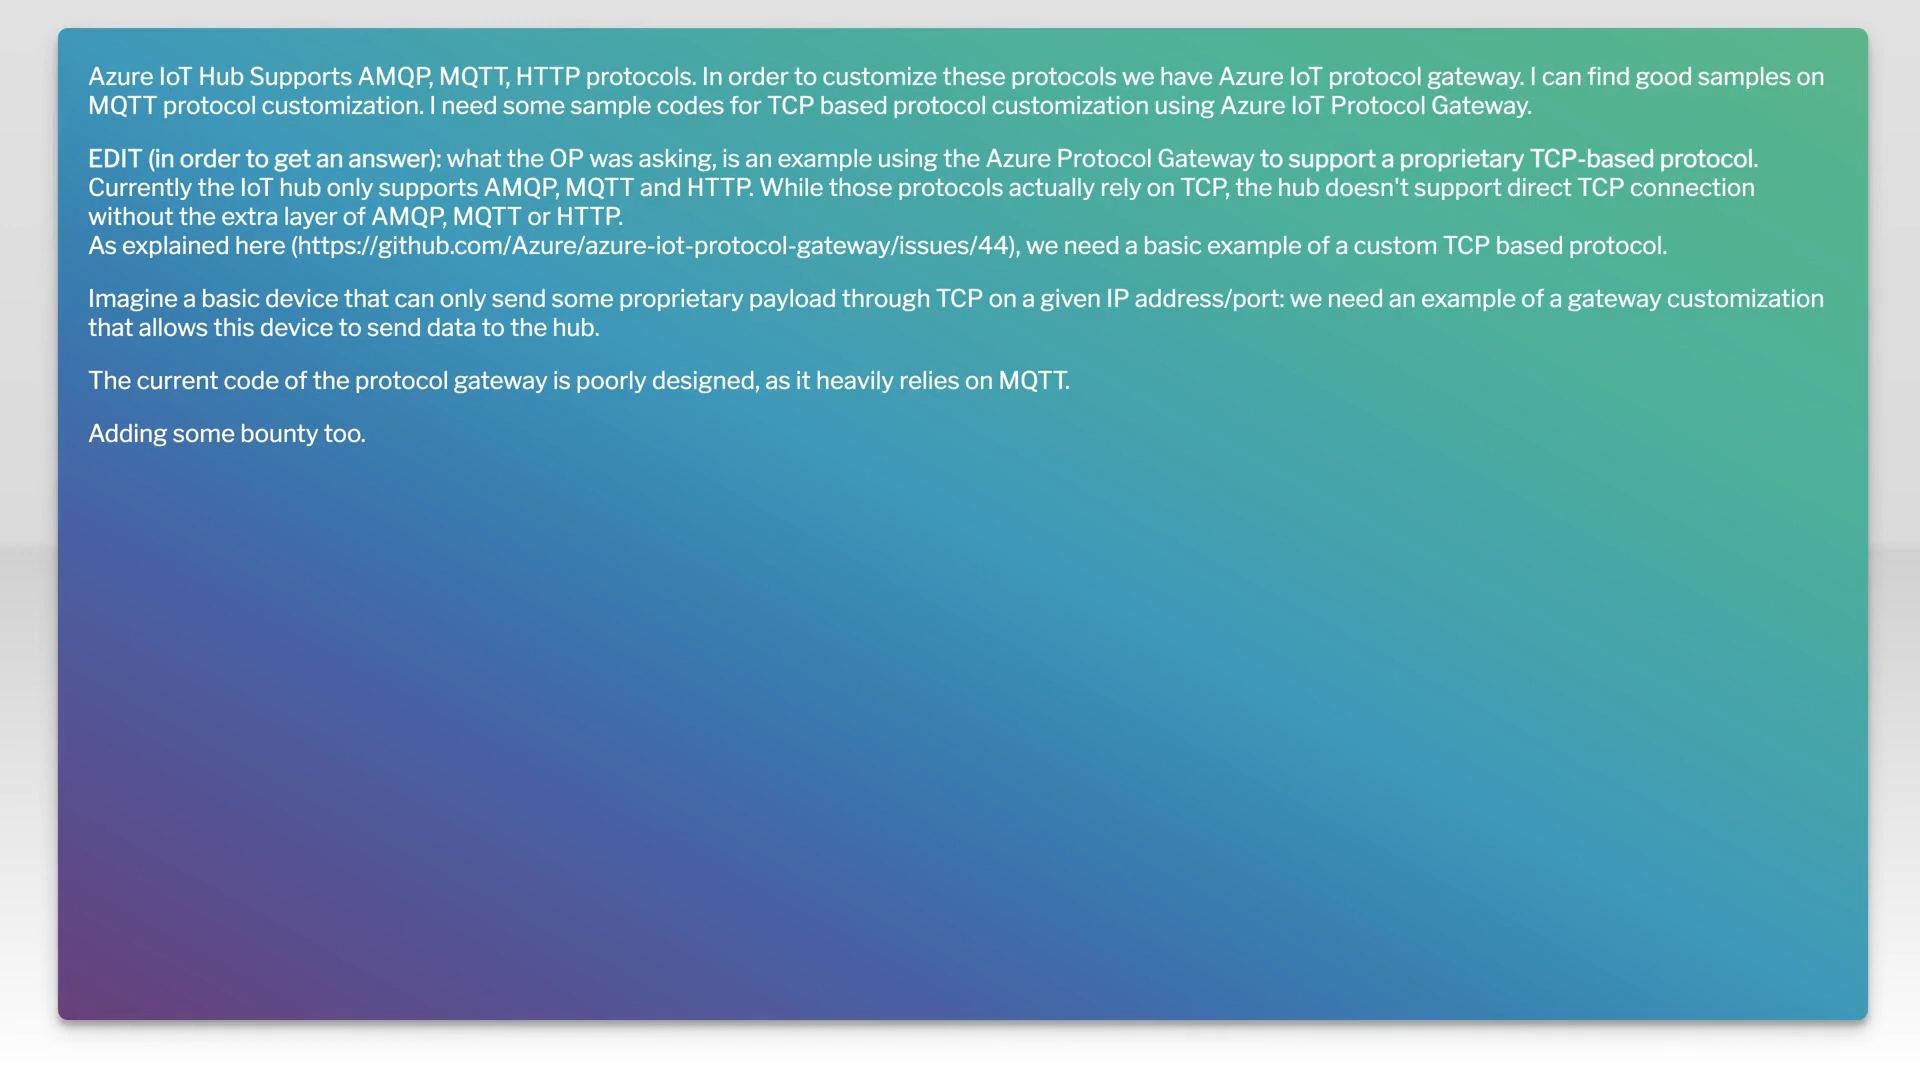 Azure IoT Hub Supports AMQP, MQTT, HTTP protocols. In order to customize these protocols we have Azure IoT protocol gateway. I can find good samples on
MQTT protocol customization. I need some sample codes for TCP based protocol customization using Azure IoT Protocol Gateway.
EDIT (in order to get an answer): what the OP was asking, is an example using the Azure Protocol Gateway to support a proprietary TCP-based protocol.
Currently the IoT hub only supports AMQP, MQTT and HTTP. While those protocols actually rely on TCP, the hub doesn't support direct TCP connection
without the extra layer of AMQP, MQTT or HTTP.
As explained here (https://github.com/Azure/azure-iot-protocol-gateway/issues/44), we need a basic example of a custom TCP based protocol.
Imagine a basic device that can only send some proprietary payload through TCP on a given IP address/port: we need an example of a gateway customization
that allows this device to send data to the hub.
The current code of the protocol gateway is poorly designed, as it heavily relies on MQTT.
Adding some bounty too.